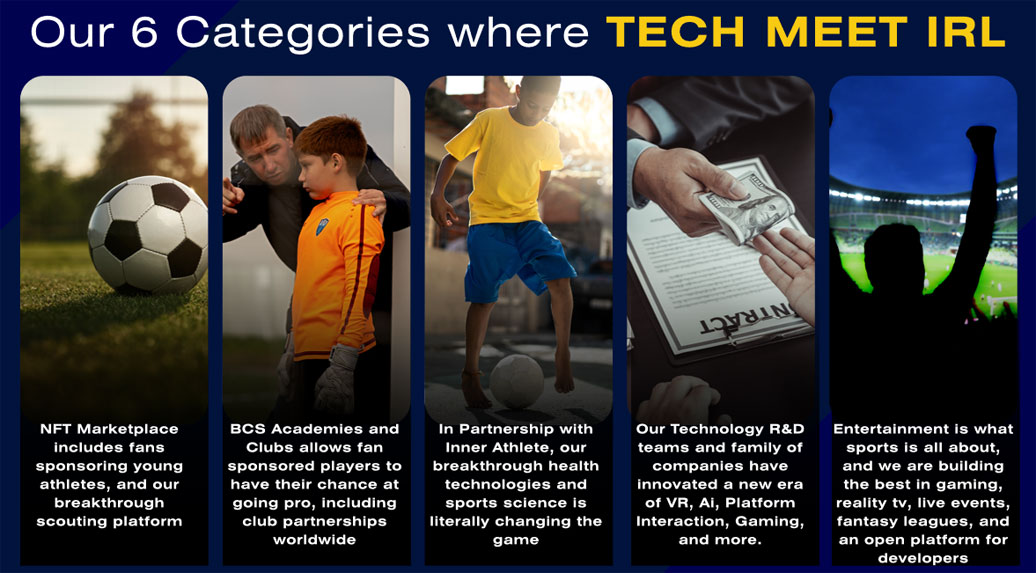 Our 6 Categories where TECH MEET IRL
CONTRACT
NFT Marketplace
includes fans
sponsoring young
athletes, and our
breakthrough
scouting platform
BCS Academies and
Clubs allows fan
sponsored players to
have their chance at
going pro, including
club partnerships
worldwide
In Partnership with
Inner Athlete, our
breakthrough health
technologies and
sports science is
literally changing the
game
Our Technology R&D
teams and family of
companies have
innovated a new era
of VR, Ai, Platform
Interaction, Gaming,
and more.
Entertainment is what
sports is all about,
and we are building
the best in gaming,
reality tv, live events,
fantasy leagues, and
an open platform for
developers